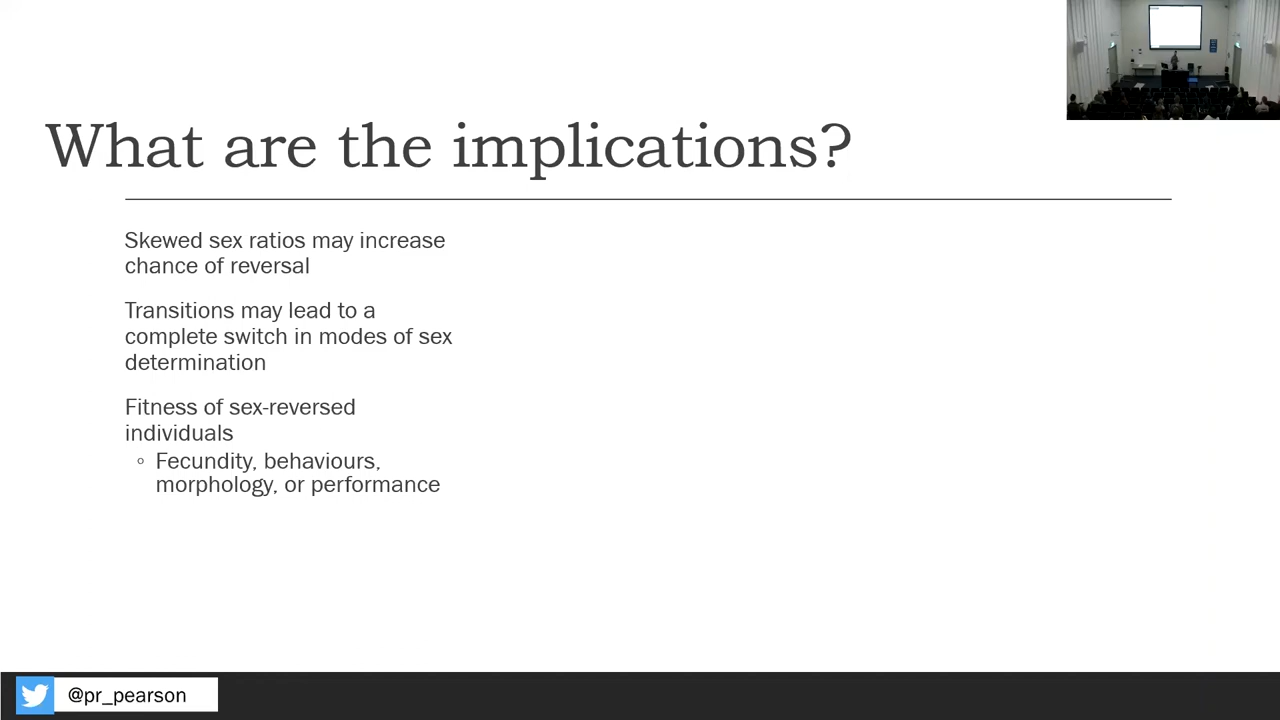 What are the implications?
Skewed sex ratios may increase
chance of reversal
Transitions may lead to a
complete switch in modes of sex
determination
Fitness of sex-reversed
individuals
Fecundity, behaviours,
morphology, or performance
@pr_pearson